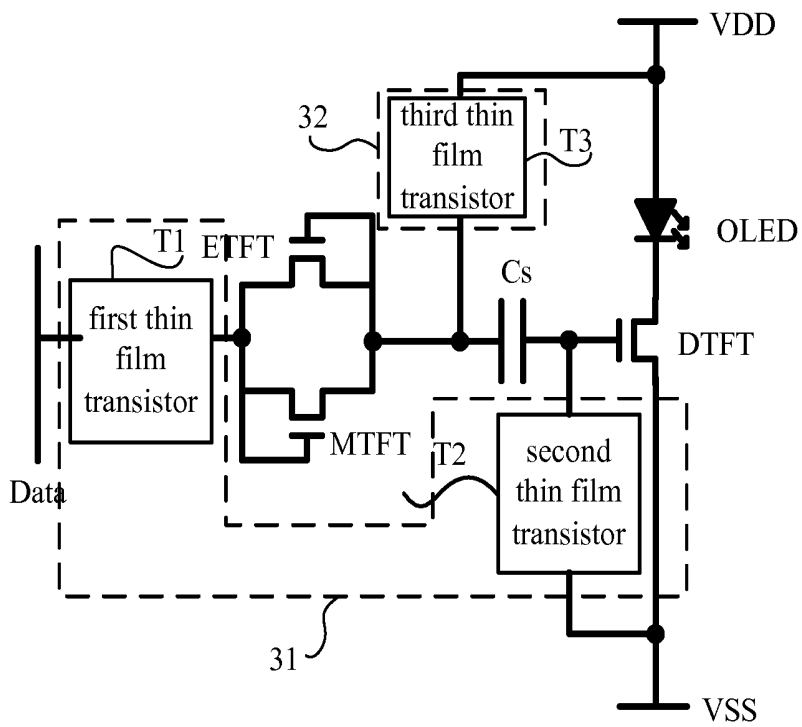 VDD
third thin
film
transistor
32
T3
T1
ETFT
OLED
Cs
first thin
film
transistor
DTFT
MTFT
T2
second
thin film
transistor
Data
31
VSS